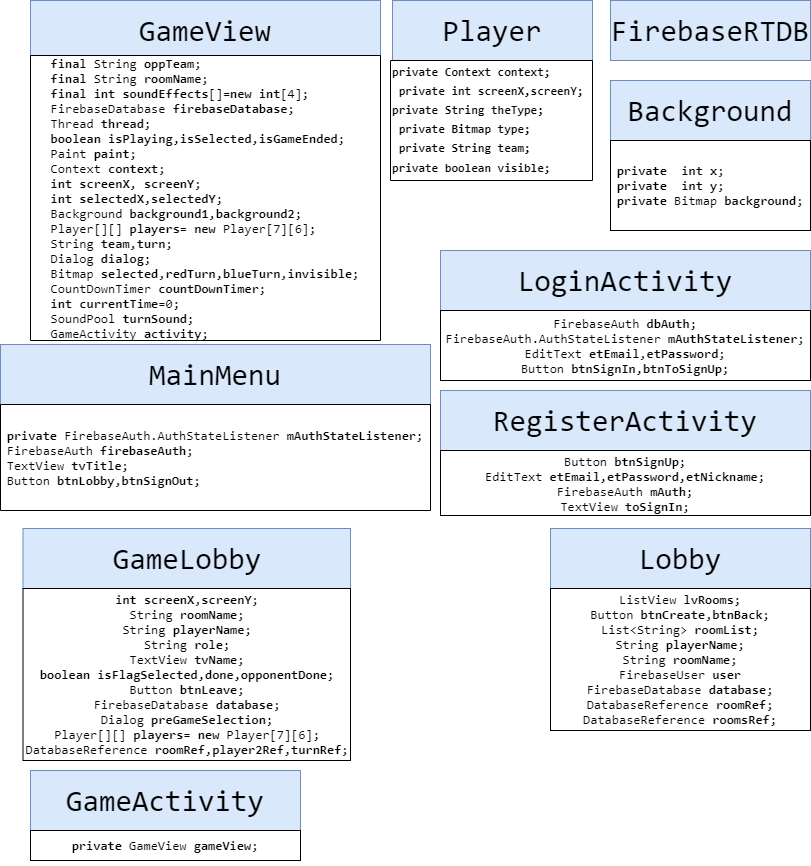 GameView
final String oppTeam;
final String roomName;
final int soundEffects[]=new int[4];
FirebaseDatabase firebaseDatabase;
Thread thread;
boolean isPlaying,isSelected,isGameEnded;
Paint paint;
Context context;
int screenX, screenY;
int selectedX,selectedY;
Background background1,background2;
Player[][] players= new Player[7][6];
String team,turn;
Dialog dialog;
Bitmap selected,redTurn,blueTurn,invisible;
CountDownTimer countDownTimer;
int currentTime=0;
SoundPool turnSound;
GameActivity activity;
Player
private Context context;
private int screenX,screenY;
private String theType;
private Bitmap type;
private String team;
private boolean visible;
FirebaseRTDB
Background
private  int x;
private  int y;
private Bitmap background;
LoginActivity
FirebaseAuth dbAuth;
FirebaseAuth.AuthStateListener mAuthStateListener;
EditText etEmail,etPassword;
Button btnSignIn,btnToSignUp;
MainMenu
private FirebaseAuth.AuthStateListener mAuthStateListener;
FirebaseAuth firebaseAuth;
TextView tvTitle;
Button btnLobby,btnSignOut;
RegisterActivity
Button btnSignUp;
EditText etEmail,etPassword,etNickname;
FirebaseAuth mAuth;
TextView toSignIn;
GameLobby
int screenX,screenY;
String roomName;
String playerName;
String role;
TextView tvName;
boolean isFlagSelected,done,opponentDone;
Button btnLeave;
FirebaseDatabase database;
Dialog preGameSelection;
Player[][] players= new Player[7][6];
DatabaseReference roomRef,player2Ref,turnRef;
Lobby
ListView lvRooms;
Button btnCreate,btnBack;
List<String> roomList;
String playerName;
String roomName;
FirebaseUser user
FirebaseDatabase database;
DatabaseReference roomRef;
DatabaseReference roomsRef;
GameActivity
private GameView gameView;